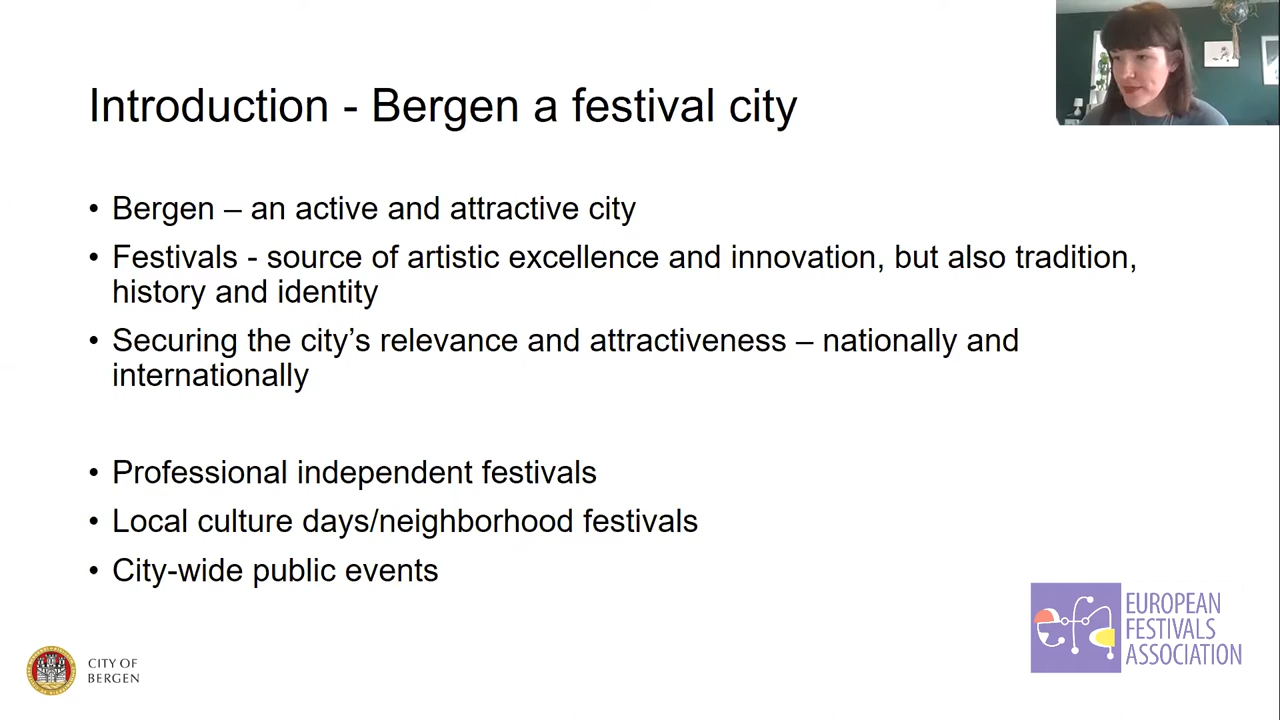 Introduction - Bergen a festival city
• Bergen – an active and attractive city
• Festivals - source of artistic excellence and innovation, but also tradition,
history and identity
• Securing the city’s relevance and attractiveness – nationally and
internationally
• Professional independent festivals
• Local culture days/neighborhood festivals
• City-wide public events
CITY OF
BERGEN
EUROPEAN
FESTIVALS
ASSOCIATION